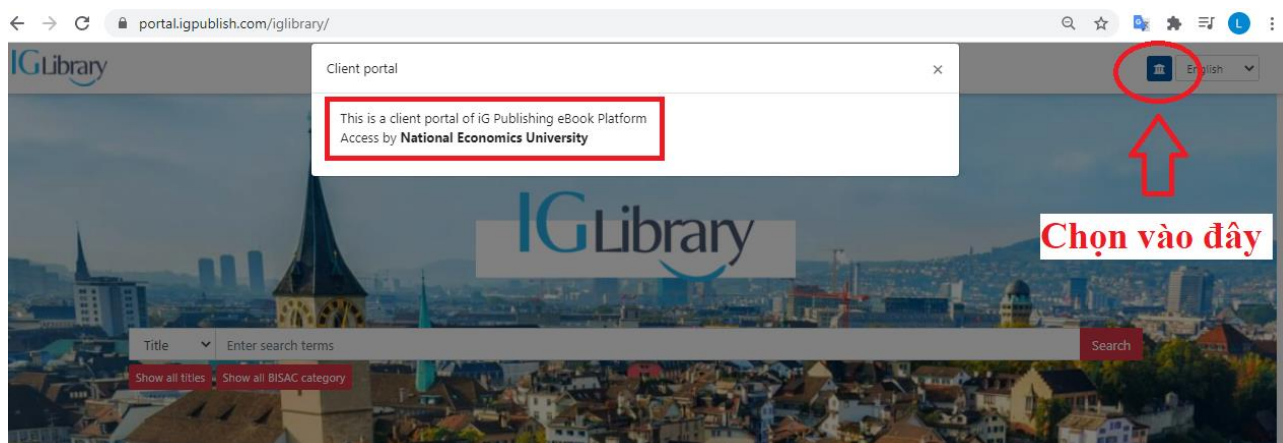 portal.igpublish.com/iglibrary/
L
IGLibrary
Client portal
×
English
This is a client portal of iG Publishing eBook Platform
Access by National Economics University
IGLibrary
Chọn vào đây
Title
Enter search terms
Search
Show all titles
Show all BISAC category